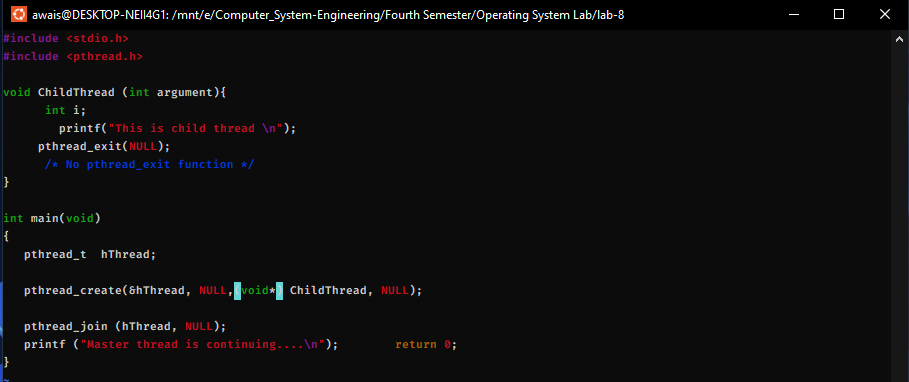 awais@DESKTOP-NEII4G1: /mnt/e/Computer_System-Engineering/Fourth Semester/Operating System Lab/lab-8
#include <stdio.h>
#include <pthread.h>
void ChildThread (int argument){
int i;
printf("This is child thread \n");
pthread_exit(NULL);
/* No pthread_exit function */
}
int main(void)
{
pthread_t  hThread;
pthread_create(&hThread, NULL,(void*) ChildThread, NULL);
pthread_join (hThread, NULL);
printf ("Master thread is continuing....\n");        return 0;
}
~